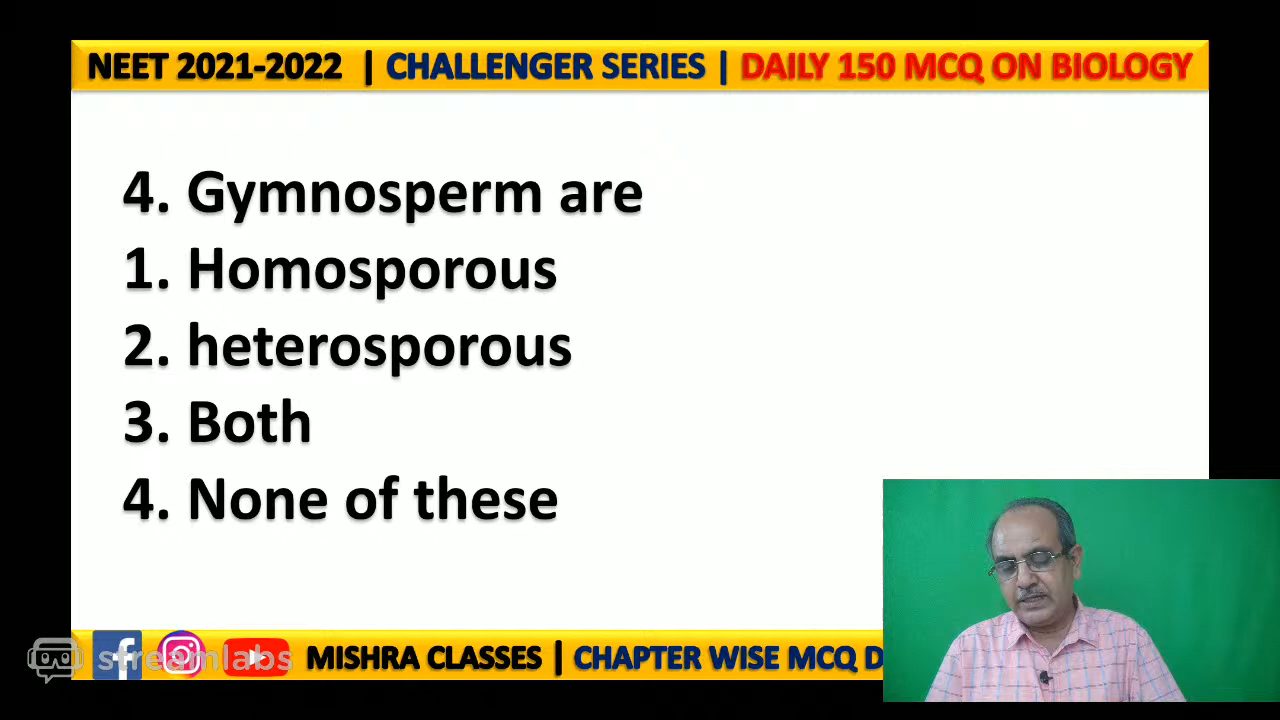 NEET 2021-2022 | CHALLENGER SERIES | DAILY 150 MCQ ON BIOLOGY
4. Gymnosperm are
1. Homosporous
2. heterosporous
3. Both
4. None of these
streamlabs
MISHRA CLASSES | CHAPTER WISE MCQ D